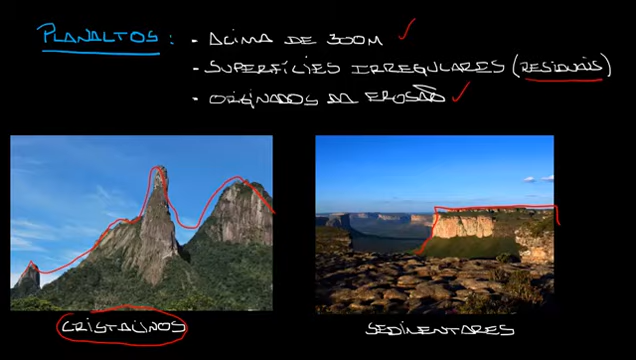 PLANALTOS: - ACIMA DE 300M
- SUPERFÍCIES IRREGULARES (RESIDUAIS)
- ORIGINADOS DA EROSÃO
CRISTALINOS
SEDIMENTARES